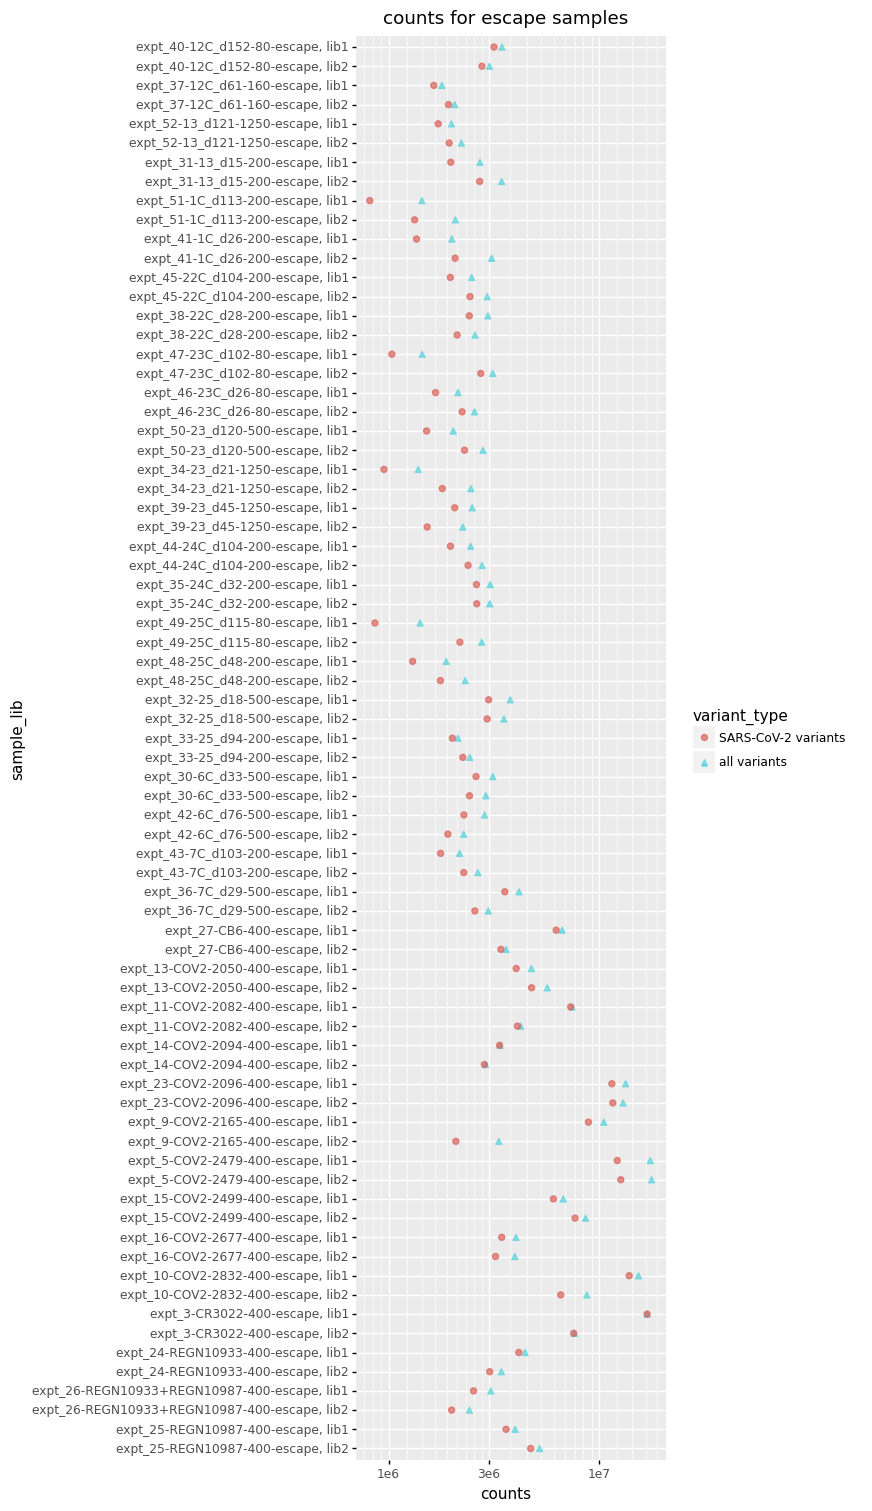 counts for escape samples
expt_40-12C_d152-80-escape, lib1
expt_40-12C_d152-80-escape, lib2
expt_37-12C_d61-160-escape, lib1
expt_37-12C_d61-160-escape, lib2
expt_52-13_d121-1250-escape, lib1
expt_52-13_d121-1250-escape, lib2
expt_31-13_d15-200-escape, lib1
expt_31-13_d15-200-escape, lib2
expt_51-1C_d113-200-escape, lib1
expt_51-1C_d113-200-escape, lib2
expt_41-1C_d26-200-escape, lib1
expt_41-1C_d26-200-escape, lib2
expt_45-22C_d104-200-escape, lib1
expt_45-22C_d104-200-escape, lib2
expt_38-22C_d28-200-escape, lib1
expt_38-22C_d28-200-escape, lib2
expt_47-23C_d102-80-escape, lib1
expt_47-23C_d102-80-escape, lib2
expt_46-23C_d26-80-escape, lib1
expt_46-23C_d26-80-escape, lib2
expt_50-23_d120-500-escape, lib1
expt_50-23_d120-500-escape, lib2
expt_34-23_d21-1250-escape, lib1
expt_34-23_d21-1250-escape, lib2
expt_39-23_d45-1250-escape, lib1
expt_39-23_d45-1250-escape, lib2
expt_44-24C_d104-200-escape, lib1
expt_44-24C_d104-200-escape, lib2
expt_35-24C_d32-200-escape, lib1
expt_35-24C_d32-200-escape, lib2
expt_49-25C_d115-80-escape, lib1
expt_49-25C_d115-80-escape, lib2
expt_48-25C_d48-200-escape, lib1
expt_48-25C_d48-200-escape, lib2
expt_32-25_d18-500-escape, lib1
expt_32-25_d18-500-escape, lib2
expt_33-25_d94-200-escape, lib1
expt_33-25_d94-200-escape, lib2
expt_30-6C_d33-500-escape, lib1
expt_30-6C_d33-500-escape, lib2
expt_42-6C_d76-500-escape, lib1
expt_42-6C_d76-500-escape, lib2
expt_43-7C_d103-200-escape, lib1
expt_43-7C_d103-200-escape, lib2
expt_36-7C_d29-500-escape, lib1
expt_36-7C_d29-500-escape, lib2
expt_27-CB6-400-escape, lib1
expt_27-CB6-400-escape, lib2
expt_13-COV2-2050-400-escape, lib1
expt_13-COV2-2050-400-escape, lib2
expt_11-COV2-2082-400-escape, lib1
expt_11-COV2-2082-400-escape, lib2
expt_14-COV2-2094-400-escape, lib1
expt_14-COV2-2094-400-escape, lib2
expt_23-COV2-2096-400-escape, lib1
expt_23-COV2-2096-400-escape, lib2
expt_9-COV2-2165-400-escape, lib1
expt_9-COV2-2165-400-escape, lib2
expt_5-COV2-2479-400-escape, lib1
expt_5-COV2-2479-400-escape, lib2
expt_15-COV2-2499-400-escape, lib1
expt_15-COV2-2499-400-escape, lib2
expt_16-COV2-2677-400-escape, lib1
expt_16-COV2-2677-400-escape, lib2
expt_10-COV2-2832-400-escape, lib1
expt_10-COV2-2832-400-escape, lib2
expt_3-CR3022-400-escape, lib1
expt_3-CR3022-400-escape, lib2
expt_24-REGN10933-400-escape, lib1
expt_24-REGN10933-400-escape, lib2
expt_26-REGN10933+REGN10987-400-escape, lib1
expt_26-REGN10933+REGN10987-400-escape, lib2
expt_25-REGN10987-400-escape, lib1
expt_25-REGN10987-400-escape, lib2
sample_lib
1e6 3e6 1e7
counts
variant_type
SARS-CoV-2 variants
all variants